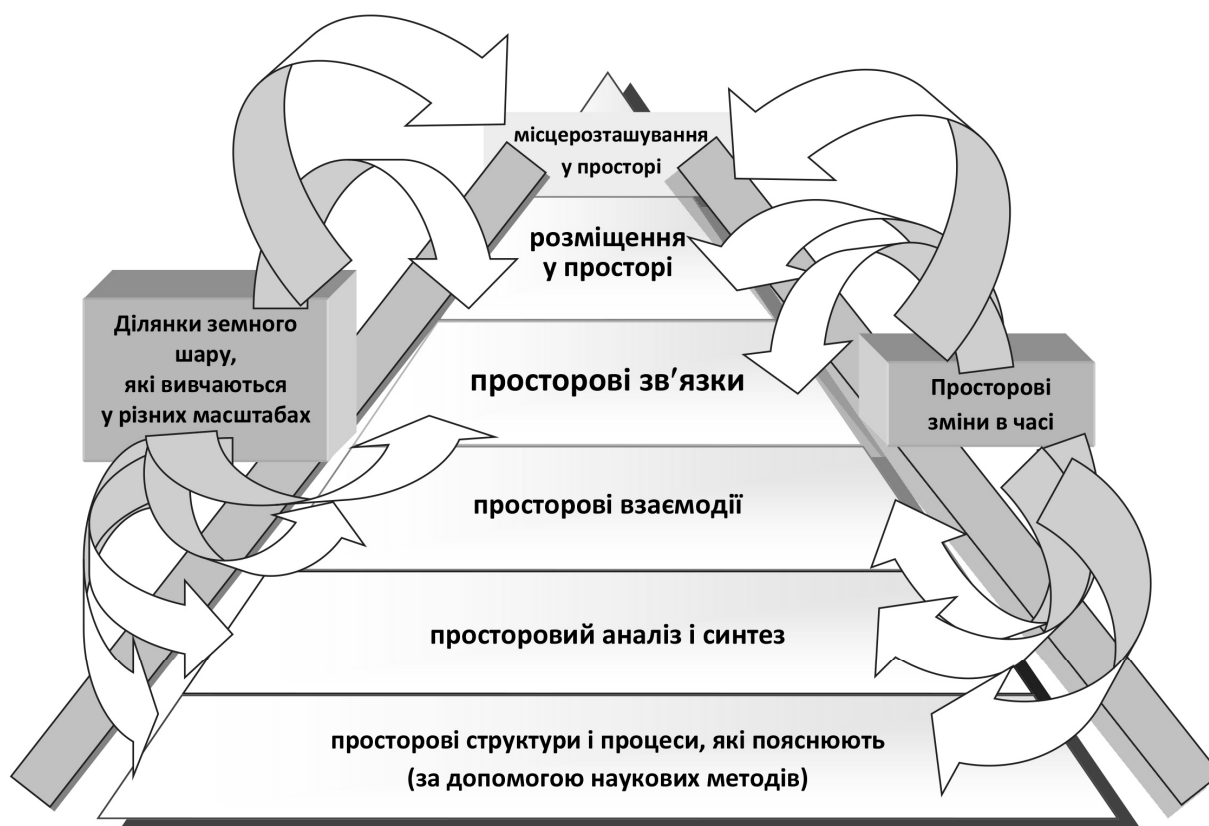 місцерозташування
у просторі
розміщення
у просторі
Ділянки земного
шару,
які вивчаються
у різних масштабах
просторові зв'язки
Просторові
зміни в часі
просторові взаємодії
просторовий аналіз і синтез
просторові структури і процеси, які пояснюють
(за допомогою наукових методів)